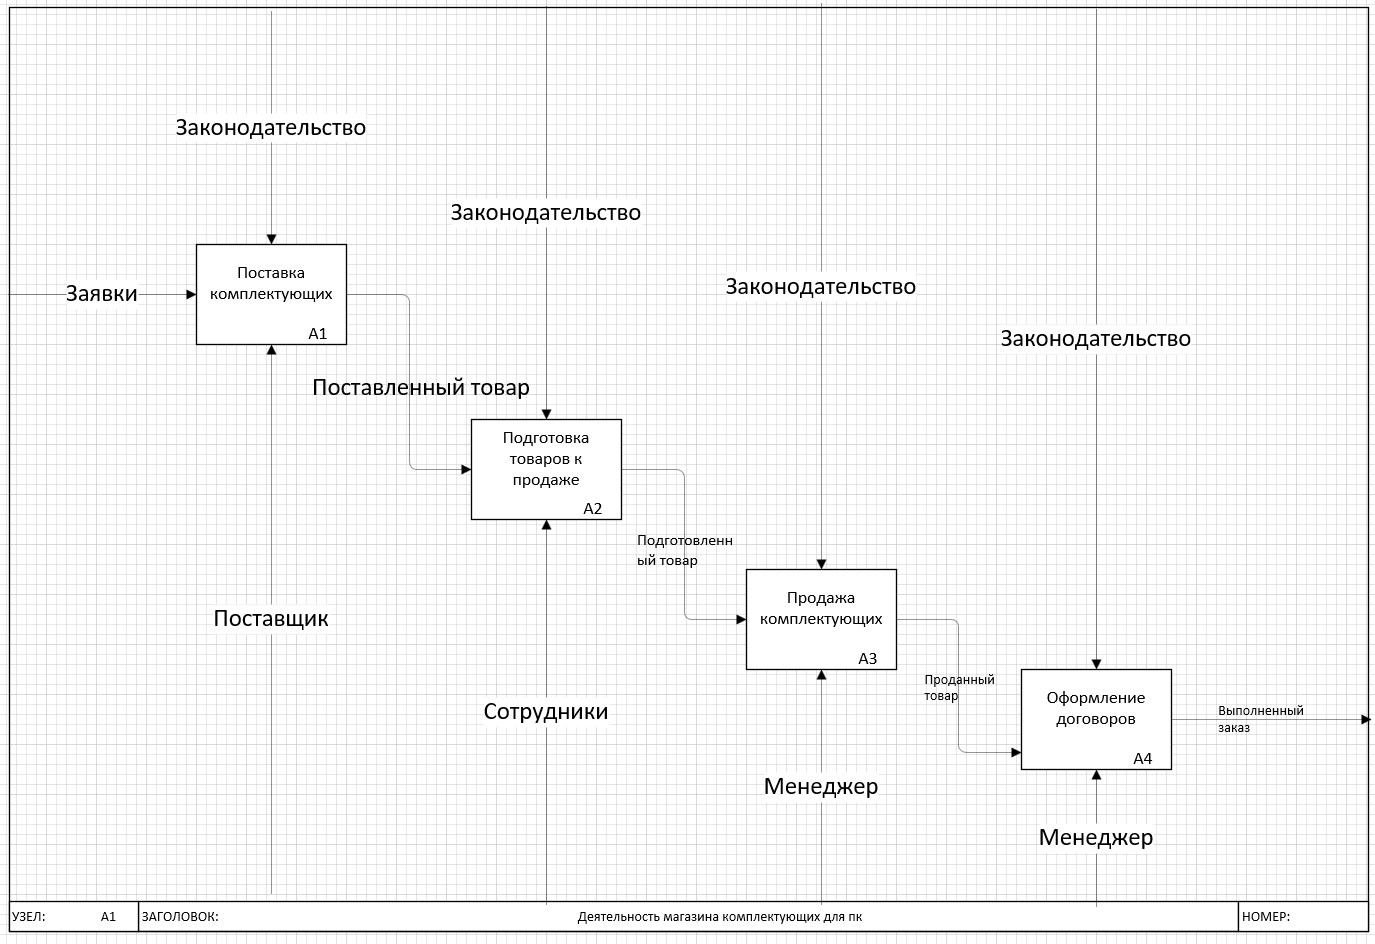 Законодательство
Законодательство
Законодательство
Законодательство
Заявки
Поставка
комплектующих
A1
Поставленный товар
Подготовка
товаров к
продаже
A2
Подготовленн
ый товар
Поставщик
Продажа
комплектующих
A3
Проданный
товар
Сотрудники
Оформление
договоров
A4
Выполненный
заказ
Менеджер
Менеджер
УЗЕЛ: A1 ЗАГОЛОВОК: Деятельность магазина комплектующих для пк НОМЕР: